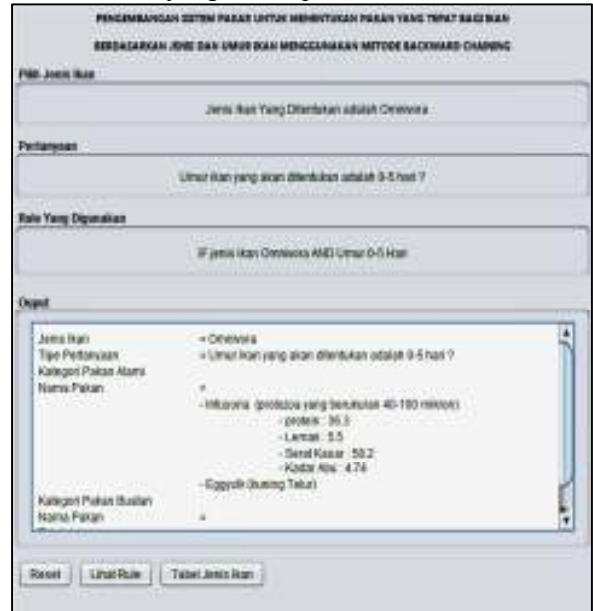 PENGEMBANGAN SISTEM PAKAR UNTUK MENENTUKAN PAKAN YANG TEPAT BAGI IKAN
BERDASARKAN JENIS DAN UMUR IKAN MENGGUNAKAN METODE BACKWARD CHAINING
Pilih Jenis Ikan
Jenis Ikan Yang Ditentukan adalah Omnivora
Pertanyaan
Umur ikan yang akan ditentukan adalah 0-5 hari ?
Rule Yang Digunakan
IF jenis ikan Omnivora AND Umur 0-5 Hari
Output
Jenis Ikan = Omnivora
Tipe Pertanyaan = Umur ikan yang akan ditentukan adalah 0-5 hari ?
Kategori Pakan Alami
Nama Pakan =
- Infusoria (protozoa yang berukuran 40-100 mikron)
- protein : 36.3
- Lemak : 5.5
- Serat Kasar : 58.2
- Kadar Abu : 4.74
- Eggyolk (kuning Telur)
Kategori Pakan Buatan
Nama Pakan =
Reset Lihat Rule Tabel Jenis Ikan